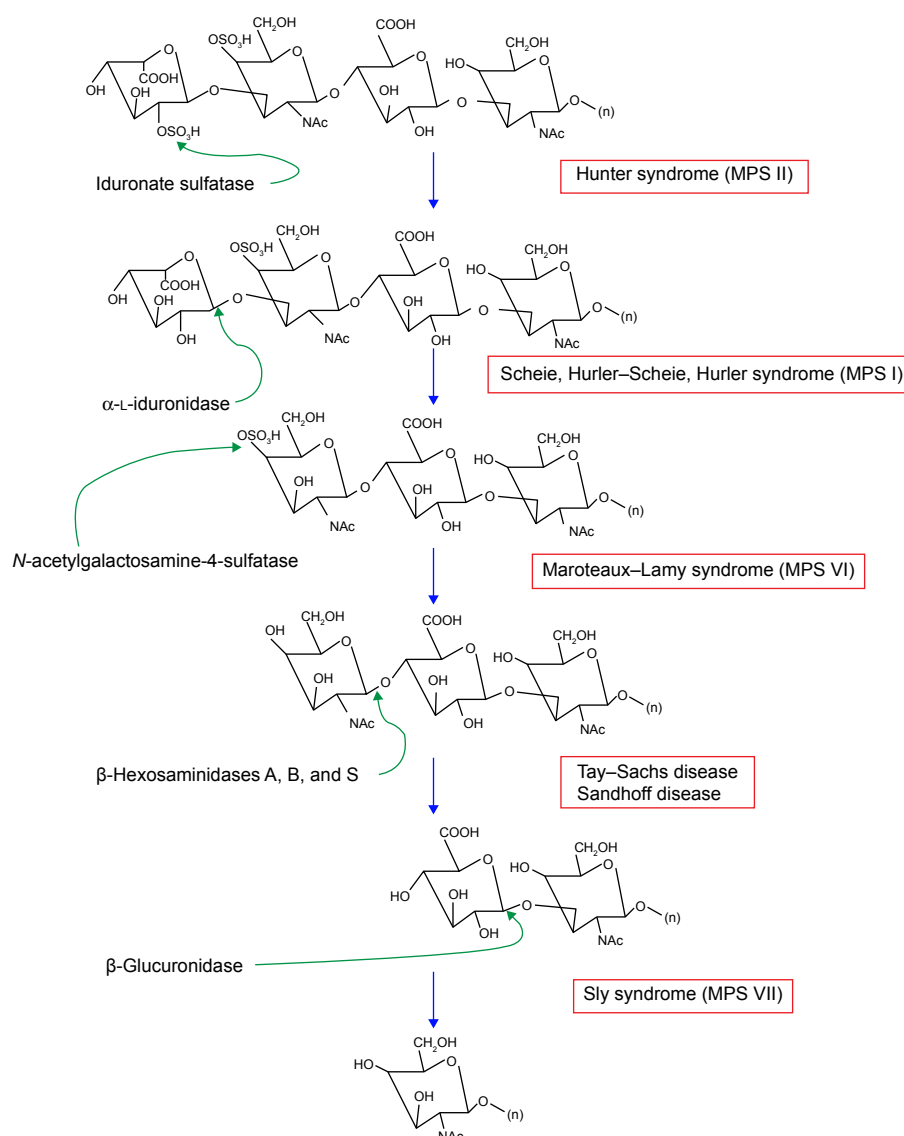 CH₂OH
COOH
OSO₃H
CH₂OH
O
O
O
HO
O
COOH
O
O
O
O
(n)
OH
OH
HO
OH
NAc
OH
NAc
OSO₃H
Iduronate sulfatase
Hunter syndrome (MPS II)
CH₂OH
COOH
OSO₃H
CH₂OH
O
O
O
HO
O
COOH
O
O
O
O
(n)
OH
OH
OH
OH
NAc
OH
OH
NAc
Scheie, Hurler–Scheie, Hurler syndrome (MPS I)
α-L-iduronidase
CH₂OH
COOH
CH₂OH
OSO₃H
O
O
HO
O
OH
O
OH
O
O
(n)
NAc
OH
NAc
N-acetylgalactosamine-4-sulfatase
Maroteaux–Lamy syndrome (MPS VI)
CH₂OH
COOH
CH₂OH
OH
O
O
HO
O
OH
O
OH
O
O
(n)
NAc
OH
NAc
β-Hexosaminidases A, B, and S
Tay–Sachs disease
Sandhoff disease
COOH
CH₂OH
O
HO
O
HO
OH
O
O
(n)
OH
NAc
β-Glucuronidase
Sly syndrome (MPS VII)
CH₂OH
HO
O
OH
O
(n)
NAc